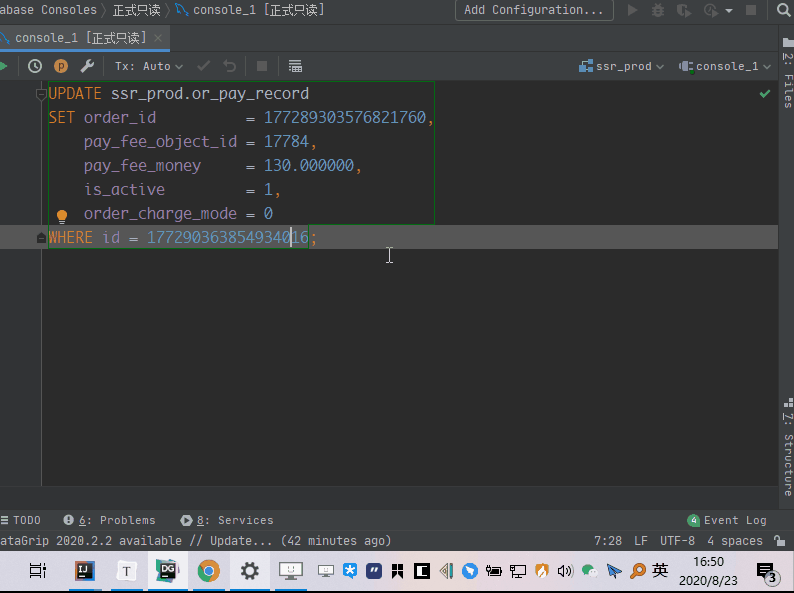 abase Consoles 正式只读 console_1 [正式只读] Add Configuration...
console_1 [正式只读]
Tx: Auto ssr_prod console_1
UPDATE ssr_prod.or_pay_record
SET order_id = 177289303576821760,
pay_fee_object_id = 17784,
pay_fee_money = 130.000000,
is_active = 1,
order_charge_mode = 0
WHERE id = 177290363854934016;
2: Files
7: Structure
TODO 6: Problems 8: Services 4 Event Log
ataGrip 2020.2.2 available // Update... (42 minutes ago) 7:28 LF UTF-8 4 spaces
IJ T DG 英 16:50 3
2020/8/23